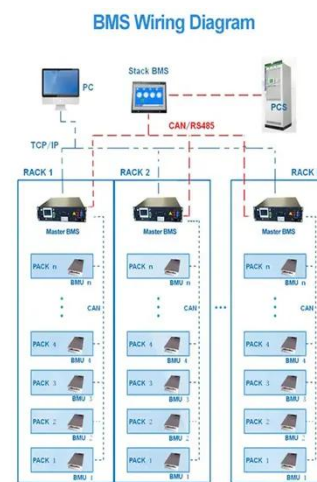 BMS Wiring Diagram
Stack BMS
PC
PCS
CAN/RS485
TCP/IP
RACK 1
RACK 2
RACK
Master BMS
Master BMS
Master BMS
PACK n
PACK n
PACK n
BMU n
BMU n
BMU n
CAN
CAN
CAN
PACK 4
PACK 4
PACK 4
BMU 4
BMU 4
BMU 4
PACK 3
PACK 3
PACK 3
BMU 3
BMU 3
BMU 3
PACK 2
PACK 2
PACK 2
BMU 2
BMU 2
BMU 2
PACK 1
PACK 1
PACK 1
BMU 1
BMU 1
BMU 1